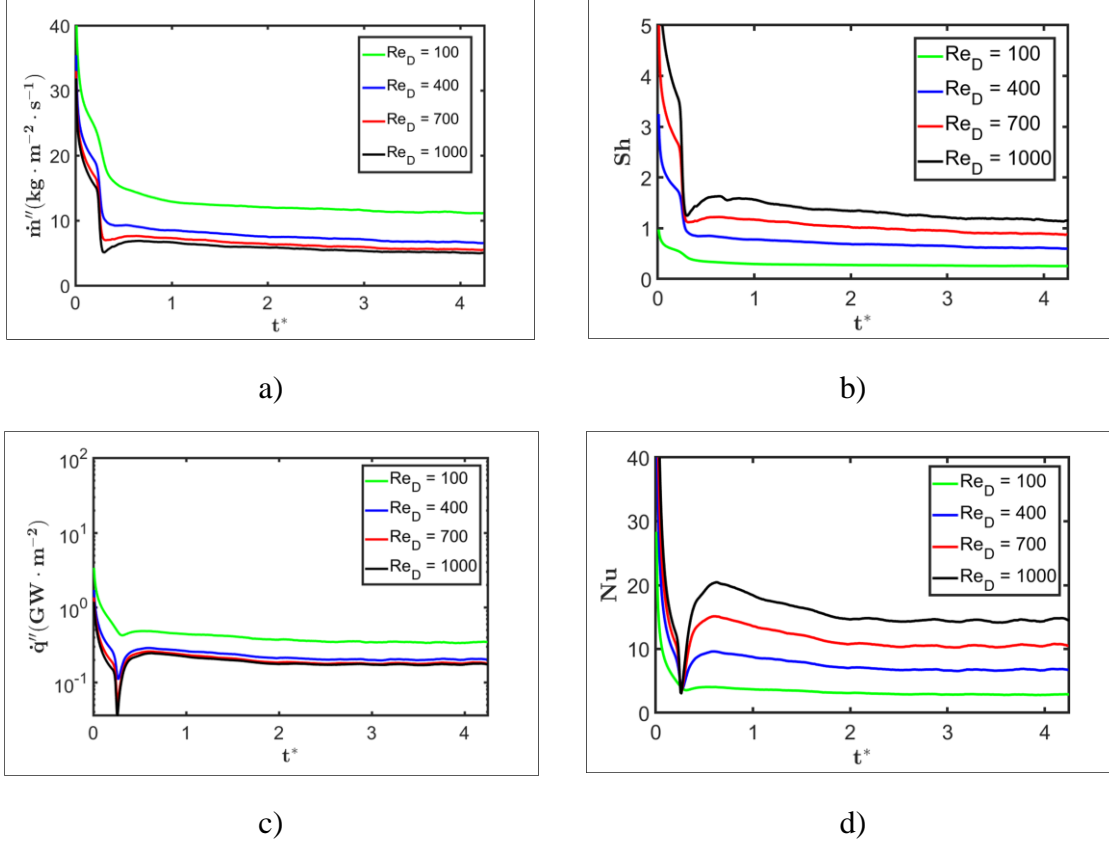 40
30
20
10
0
ṁ″(kg · m⁻² · s⁻¹)
Re_D = 100
Re_D = 400
Re_D = 700
Re_D = 1000
0 1 2 3 4
t*
a)
5
4
3
2
1
0
Sh
Re_D = 100
Re_D = 400
Re_D = 700
Re_D = 1000
0 1 2 3 4
t*
b)
10²
10¹
10⁰
10⁻¹
q̇″(GW · m⁻²)
Re_D = 100
Re_D = 400
Re_D = 700
Re_D = 1000
0 1 2 3 4
t*
c)
40
30
20
10
0
Nu
Re_D = 100
Re_D = 400
Re_D = 700
Re_D = 1000
0 1 2 3 4
t*
d)